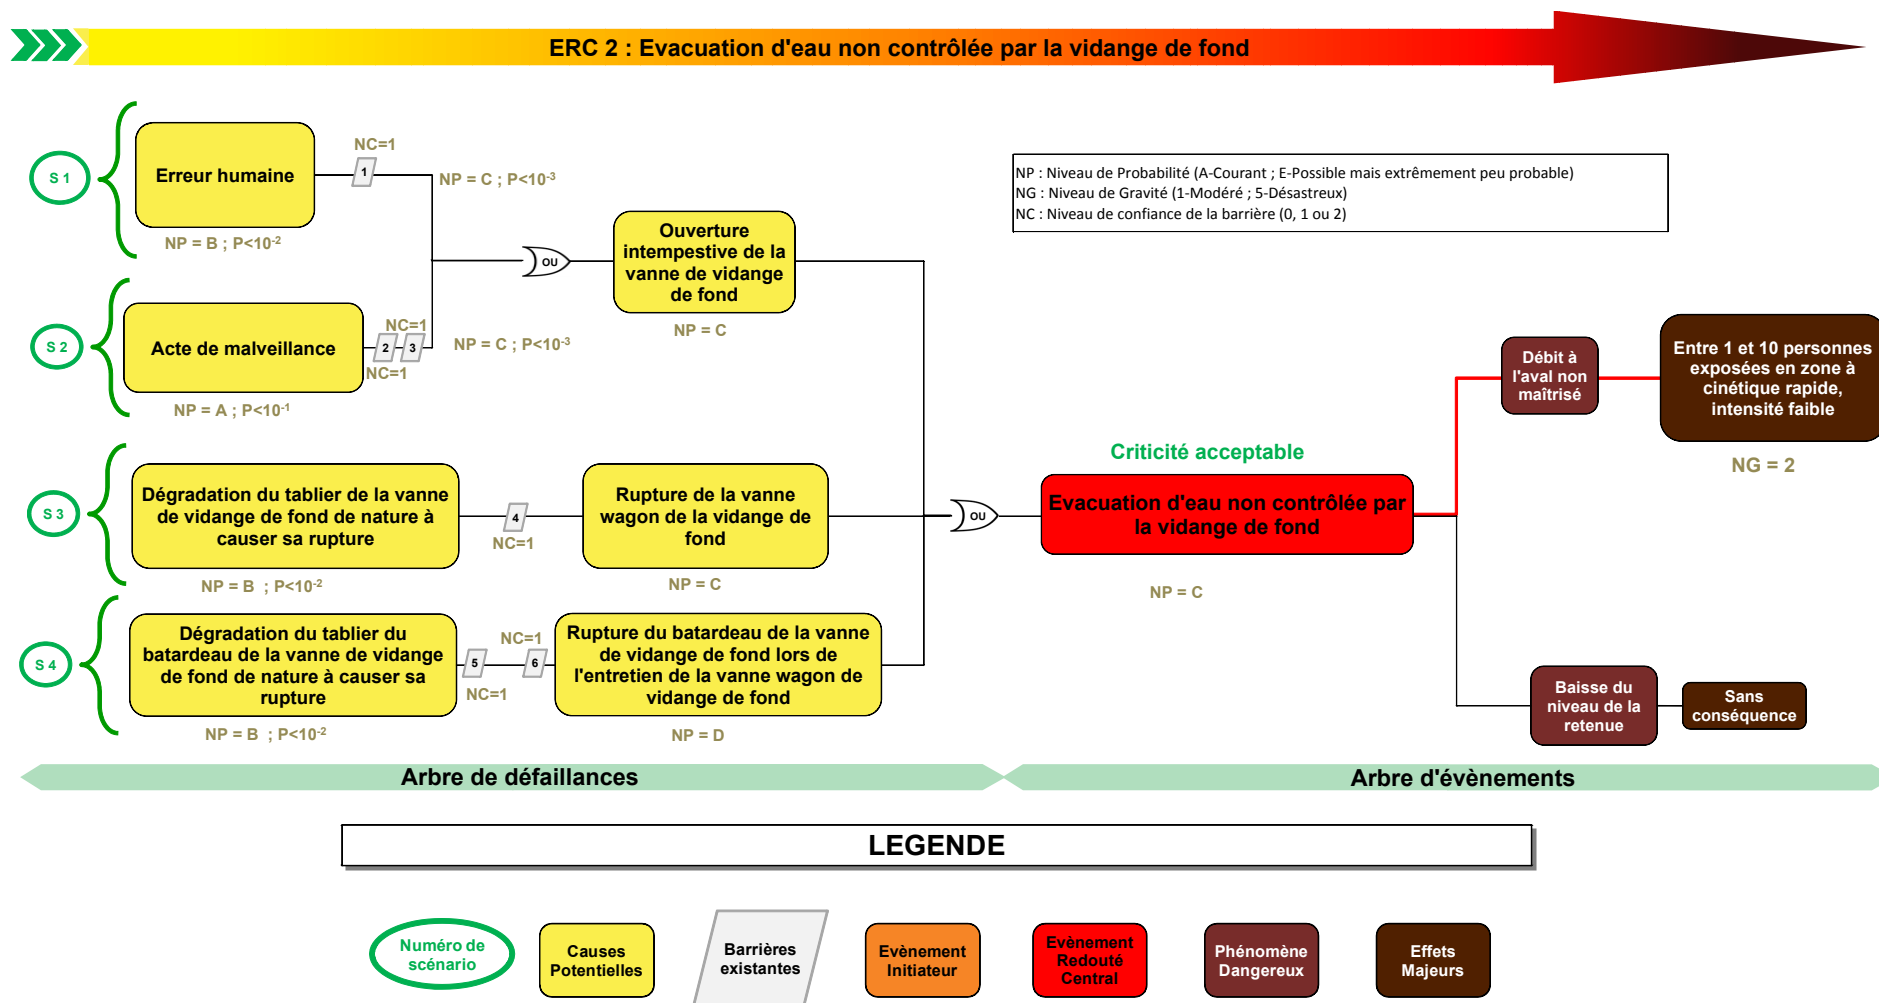 ERC 2 : Evacuation d'eau non contrôlée par la vidange de fond
S 1
Erreur humaine
NP = B ; P<10-2
NC=1
1
NP = C ; P<10-3
S 2
Acte de malveillance
NP = A ; P<10-1
NC=1
2
3
NC=1
NP = C ; P<10-3
OU
Ouverture
intempestive de la
vanne de vidange
de fond
NP = C
NP : Niveau de Probabilité (A-Courant ; E-Possible mais extrêmement peu probable)
NG : Niveau de Gravité (1-Modéré ; 5-Désastreux)
NC : Niveau de confiance de la barrière (0, 1 ou 2)
S 3
Dégradation du tablier de la vanne
de vidange de fond de nature à
causer sa rupture
NP = B ; P<10-2
4
NC=1
Rupture de la vanne
wagon de la vidange de
fond
NP = C
S 4
Dégradation du tablier du
batardeau de la vanne de vidange
de fond de nature à causer sa
rupture
NP = B ; P<10-2
5
NC=1
NC=1
6
Rupture du batardeau de la vanne
de vidange de fond lors de
l'entretien de la vanne wagon de
vidange de fond
NP = D
OU
Criticité acceptable
Evacuation d'eau non contrôlée par
la vidange de fond
NP = C
Débit à
l'aval non
maîtrisé
Entre 1 et 10 personnes
exposées en zone à
cinétique rapide,
intensité faible
NG = 2
Baisse du
niveau de la
retenue
Sans
conséquence
Arbre de défaillances
Arbre d'évènements
LEGENDE
Numéro de
scénario
Causes
Potentielles
Barrières
existantes
Evènement
Initiateur
Evènement
Redouté
Central
Phénomène
Dangereux
Effets
Majeurs